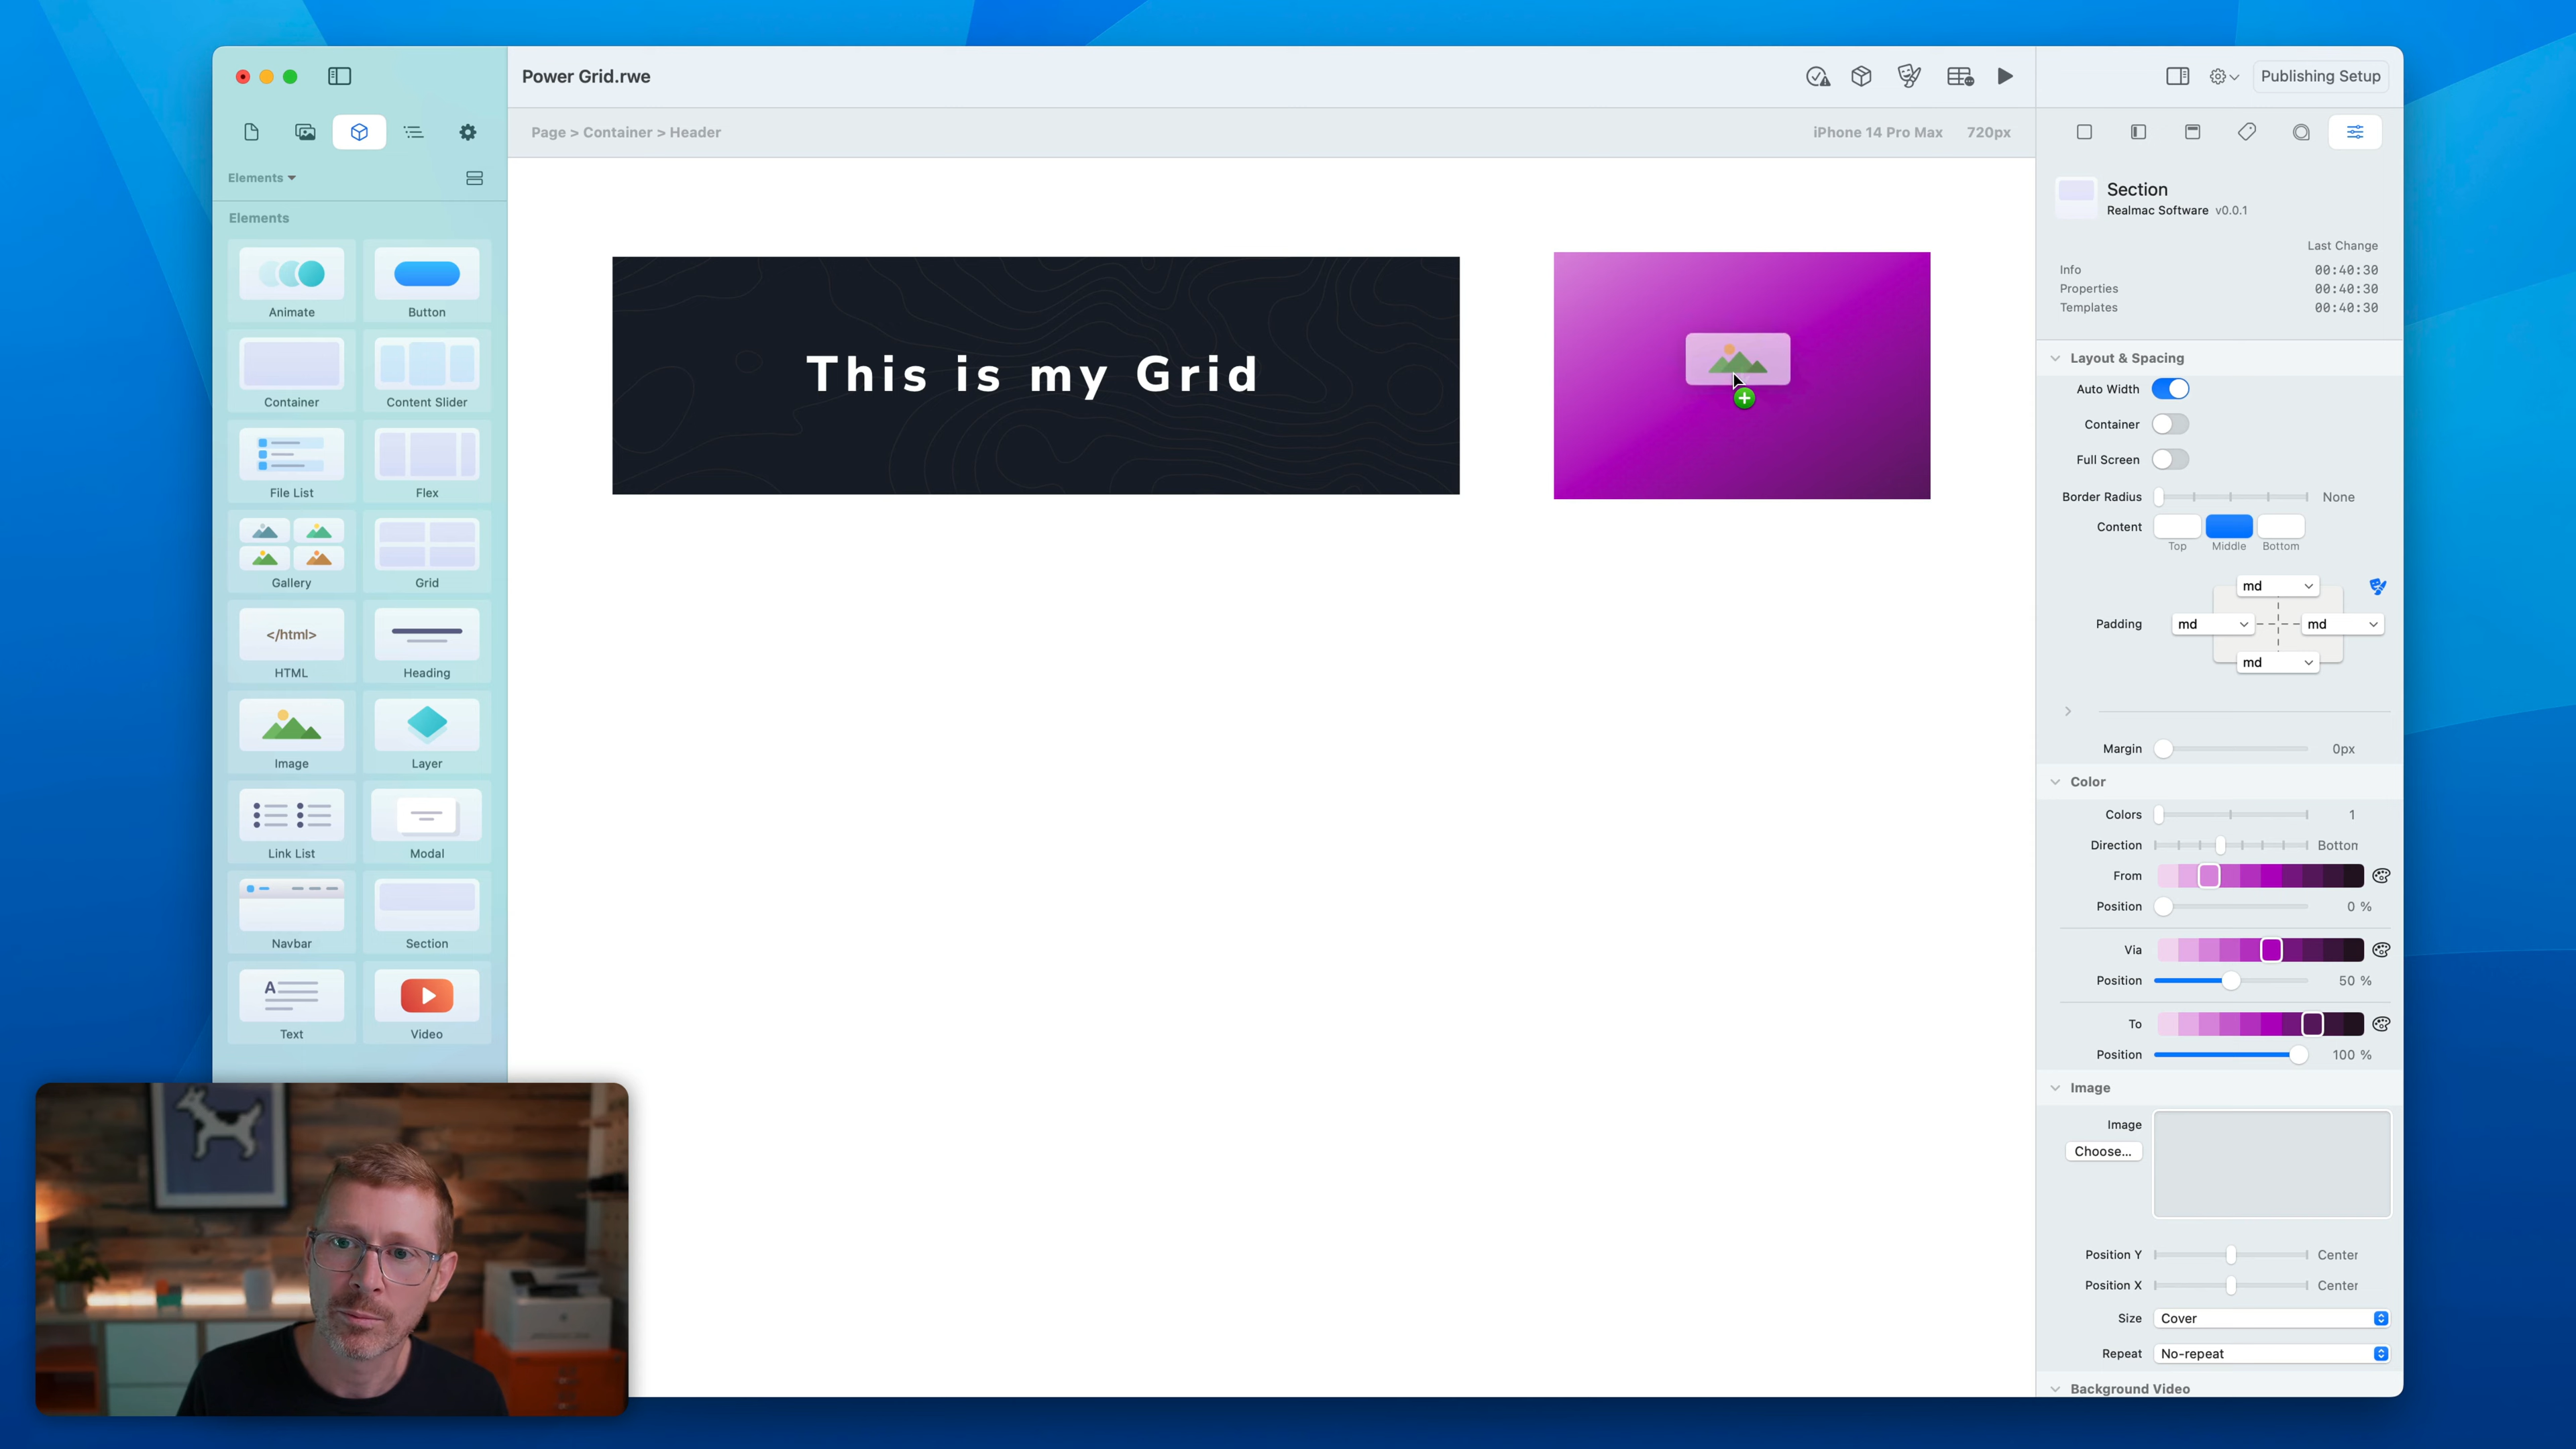 Power Grid.rwe
Publishing Setup
Page > Container > Header
iPhone 14 Pro Max 720px
Elements
Elements
Animate Button
Container Content Slider
File List Flex
Gallery Grid
</html>
HTML Heading
Image Layer
Link List Modal
Navbar Section
A
Text Video
This is my Grid
Section
Realmac Software v0.0.1
Last Change
Info 00:40:30
Properties 00:40:30
Templates 00:40:30
Layout & Spacing
Auto Width
Container
Full Screen
Border Radius None
Content
Top Middle Bottom
md
Padding md md
md
Margin 0px
Color
Colors 1
Direction Bottom
From
Position 0 %
Via
Position 50 %
To
Position 100 %
Image
Image
Choose...
Position Y Center
Position X Center
Size Cover
Repeat No-repeat
Background Video